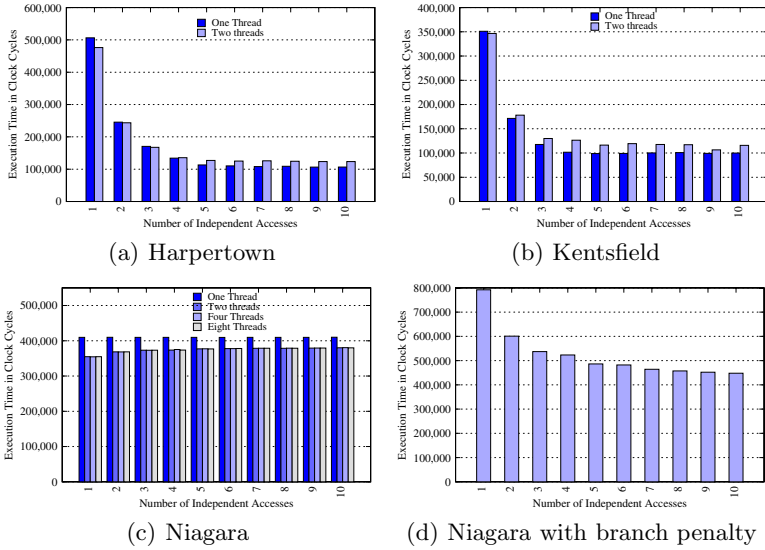 600,000
500,000
400,000
300,000
200,000
100,000
0
Execution Time in Clock Cycles
One Thread
Two threads
1 2 3 4 5 6 7 8 9 10
Number of Independent Accesses
(a) Harpertown
400,000
350,000
300,000
250,000
200,000
150,000
100,000
50,000
0
Execution Time in Clock Cycles
One Thread
Two threads
1 2 3 4 5 6 7 8 9 10
Number of Independent Accesses
(b) Kentsfield
500,000
400,000
300,000
200,000
100,000
0
Execution Time in Clock Cycles
One Thread
Two threads
Four Threads
Eight Threads
1 2 3 4 5 6 7 8 9 10
Number of Independent Accesses
(c) Niagara
800,000
700,000
600,000
500,000
400,000
300,000
200,000
100,000
0
Execution Time in Clock Cycles
1 2 3 4 5 6 7 8 9 10
Number of Independent Accesses
(d) Niagara with branch penalty